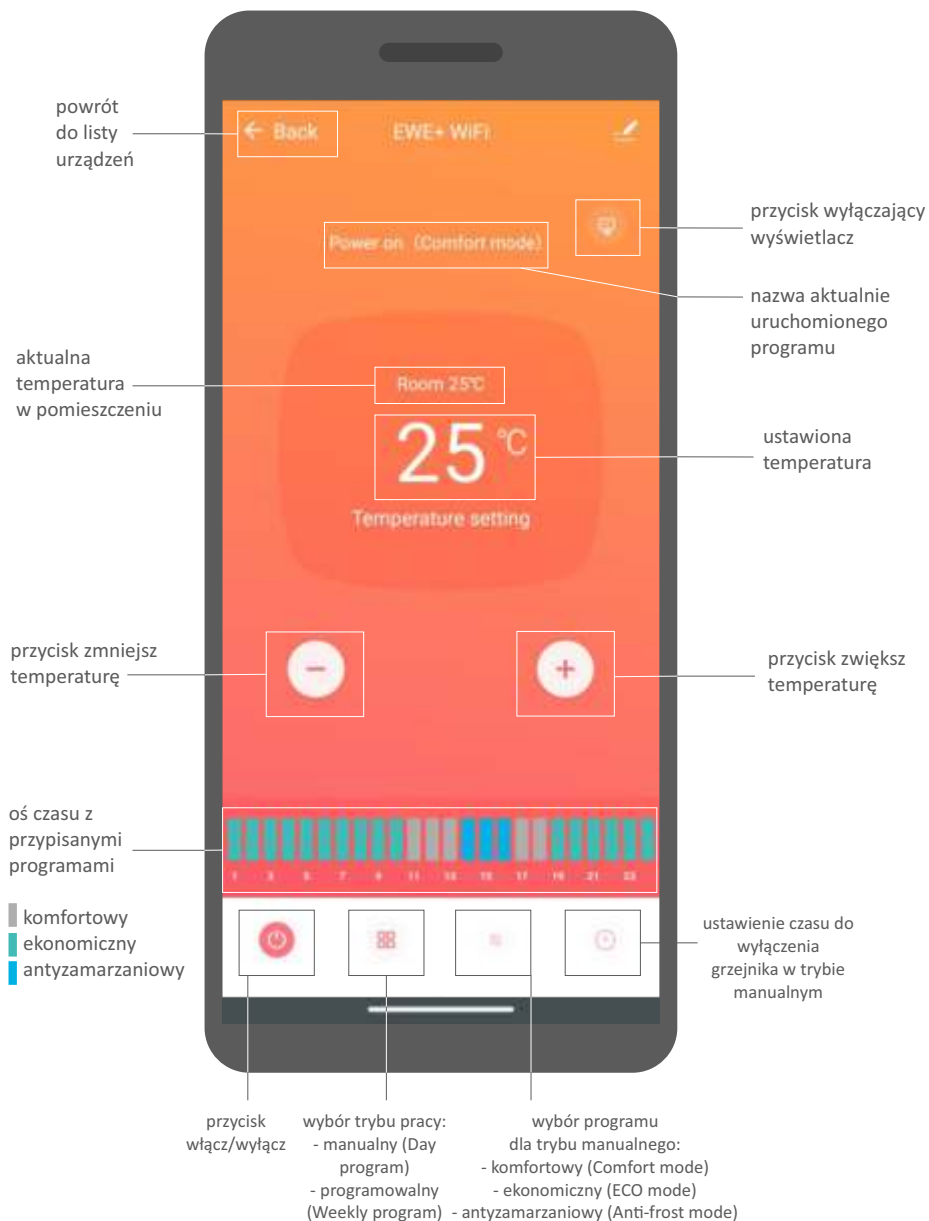 powrót
do listy
urządzeń
← Back
EWE+ WiFi
przycisk wyłączający
wyświetlacz
Power on (Comfort mode)
nazwa aktualnie
uruchomionego
programu
aktualna
temperatura
w pomieszczeniu
Room 25℃
25 °C
ustawiona
temperatura
Temperature setting
przycisk zmniejsz
temperaturę
−
+
przycisk zwiększ
temperaturę
oś czasu z
przypisanymi
programami
1 3 5 7 9 11 13 15 17 19 21 23
komfortowy
ekonomiczny
antyzamarzaniowy
ustawienie czasu do
wyłączenia
grzejnika w trybie
manualnym
przycisk
włącz/wyłącz
wybór trybu pracy:
- manualny (Day
program)
- programowalny
(Weekly program)
wybór programu
dla trybu manualnego:
- komfortowy (Comfort mode)
- ekonomiczny (ECO mode)
- antyzamarzaniowy (Anti-frost mode)